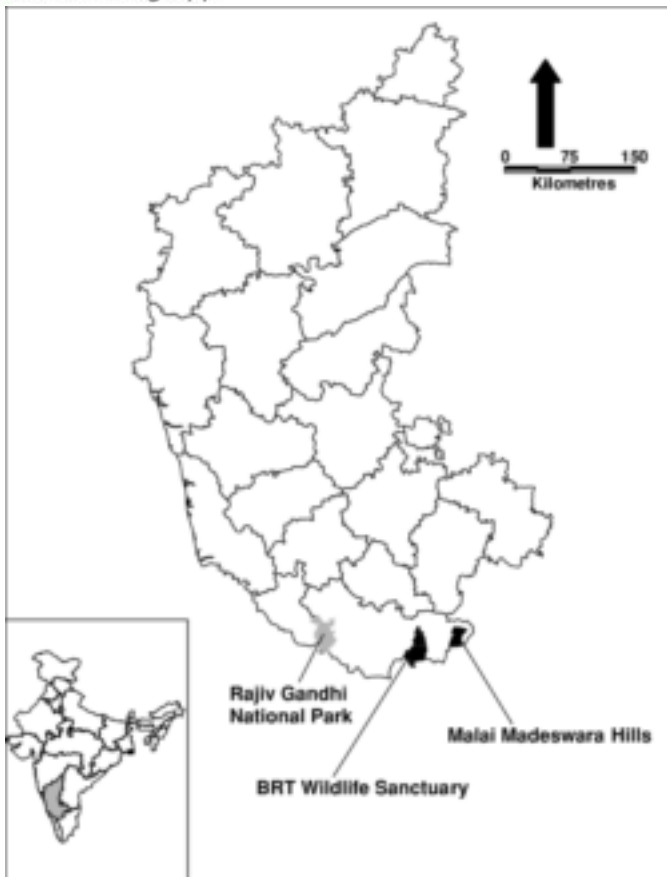 0 75 150
Kilometres
Rajiv Gandhi
National Park
Malai Madeswara Hills
BRT Wildlife Sanctuary